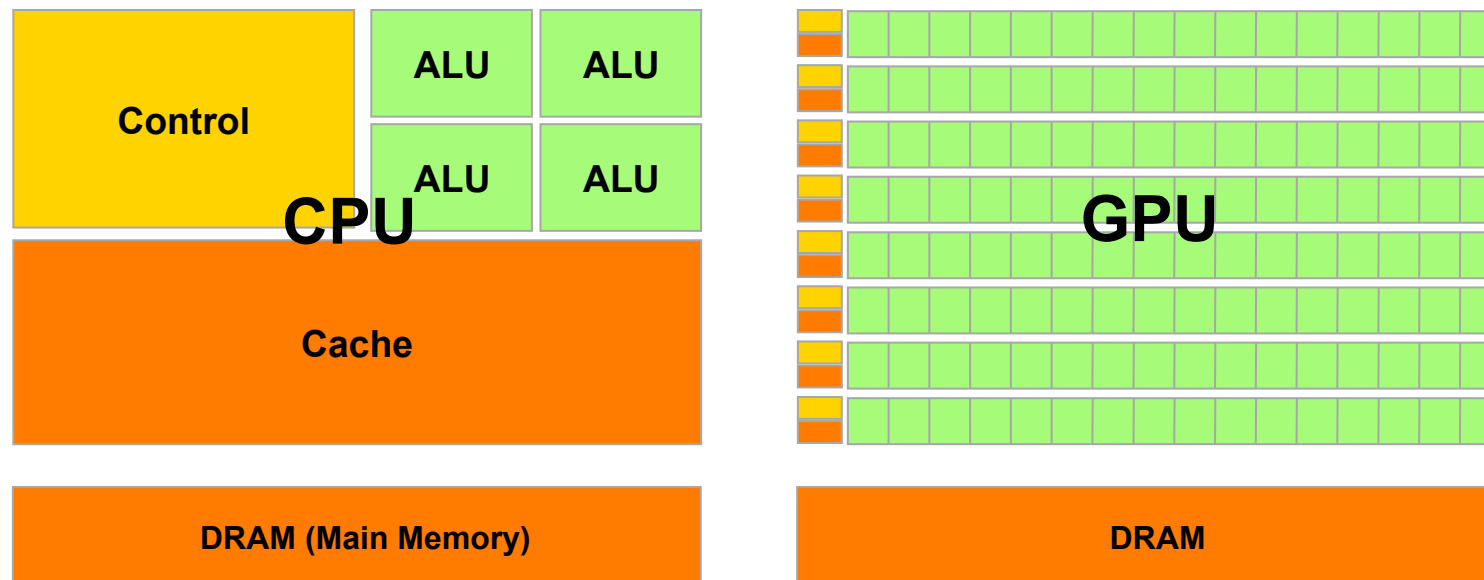 Control
ALU ALU
ALU ALU
CPU
Cache
DRAM (Main Memory)
GPU
DRAM